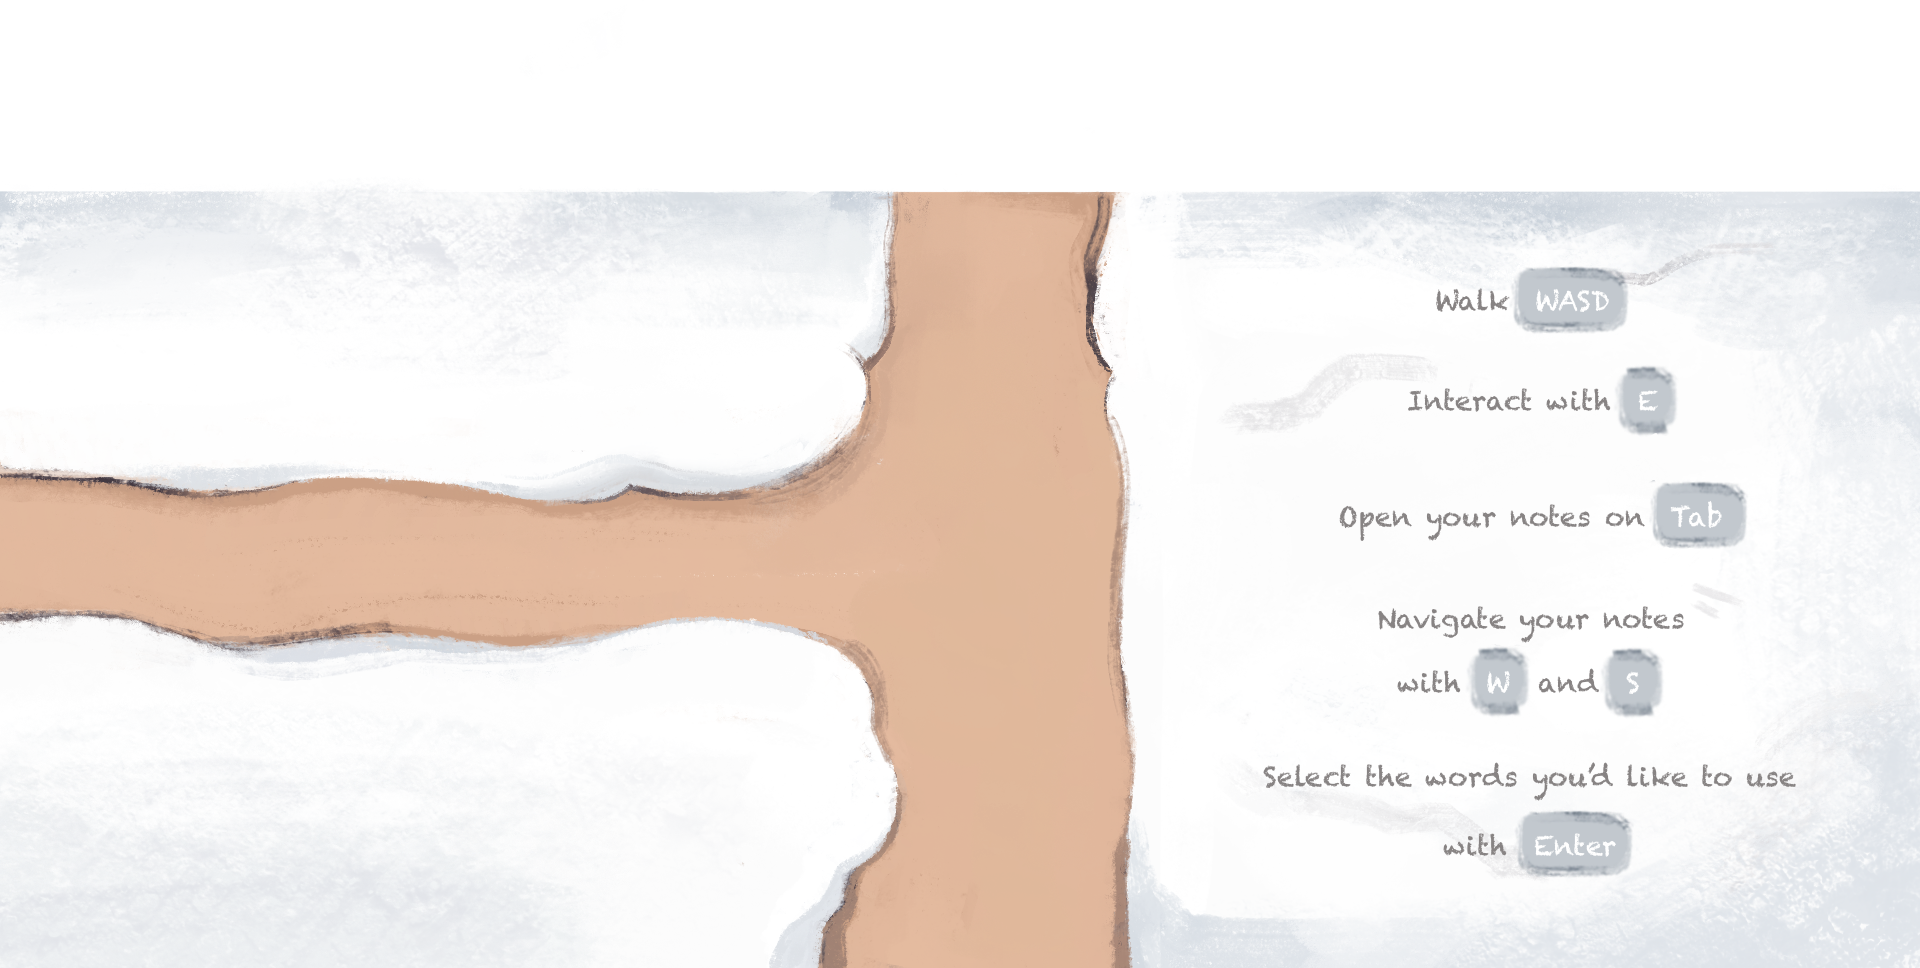 Walk WASD
Interact with E
Open your notes on Tab
Navigate your notes
with W and S
Select the words you'd like to use
with Enter